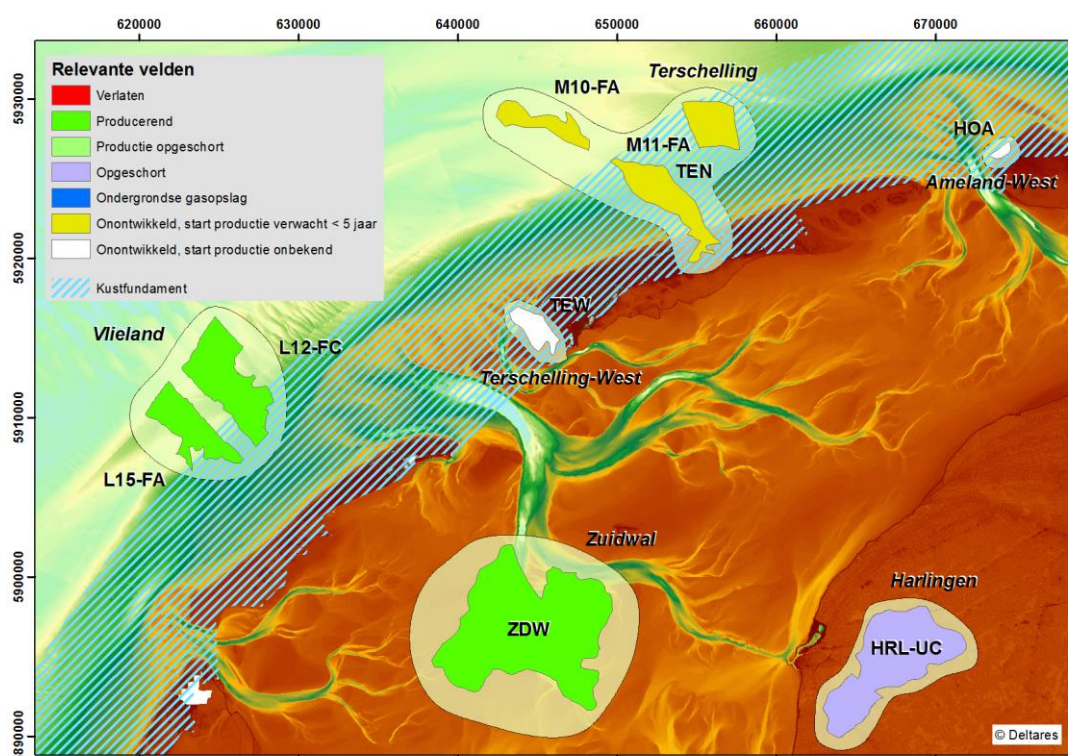 620000 630000 640000 650000 660000 670000
Relevante velden
Verlaten
Producerend
Productie opgeschort
Opgeschort
Ondergrondse gasopslag
Onontwikkeld, start productie verwacht < 5 jaar
Onontwikkeld, start productie onbekend
Kustfundament
M10-FA
Terschelling
M11-FA
TEN
HOA
Ameland-West
TEW
Terschelling-West
Vlieland
L12-FC
L15-FA
Zuidwal
ZDW
Harlingen
HRL-UC
5930000
5920000
5910000
5900000
5890000
© Deltares